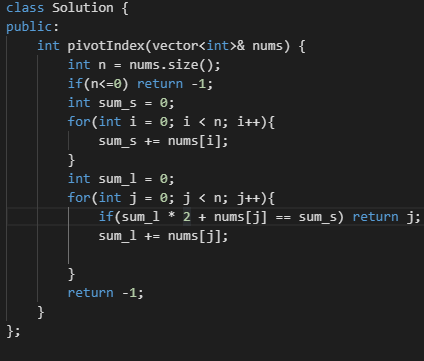 class Solution {
public:
    int pivotIndex(vector<int>& nums) {
        int n = nums.size();
        if(n<=0) return -1;
        int sum_s = 0;
        for(int i = 0; i < n; i++){
            sum_s += nums[i];
        }
        int sum_l = 0;
        for(int j = 0; j < n; j++){
            if(sum_l * 2 + nums[j] == sum_s) return j;
            sum_l += nums[j];
        }
        return -1;
    }
};